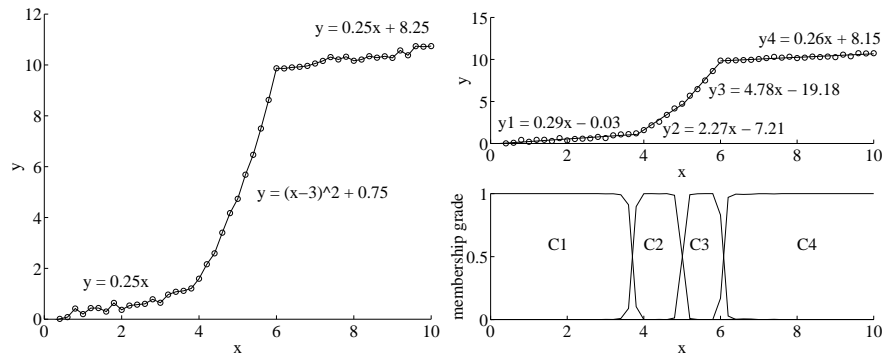 12
10
8
6
4
2
0
y
y = 0.25x + 8.25
y = (x−3)^2 + 0.75
y = 0.25x
0 2 4 6 8 10
x
15
10
5
0
y
y4 = 0.26x + 8.15
y3 = 4.78x − 19.18
y1 = 0.29x − 0.03
y2 = 2.27x − 7.21
0 2 4 6 8 10
x
1
0.5
0
membership grade
C1 C2 C3 C4
0 2 4 6 8 10
x